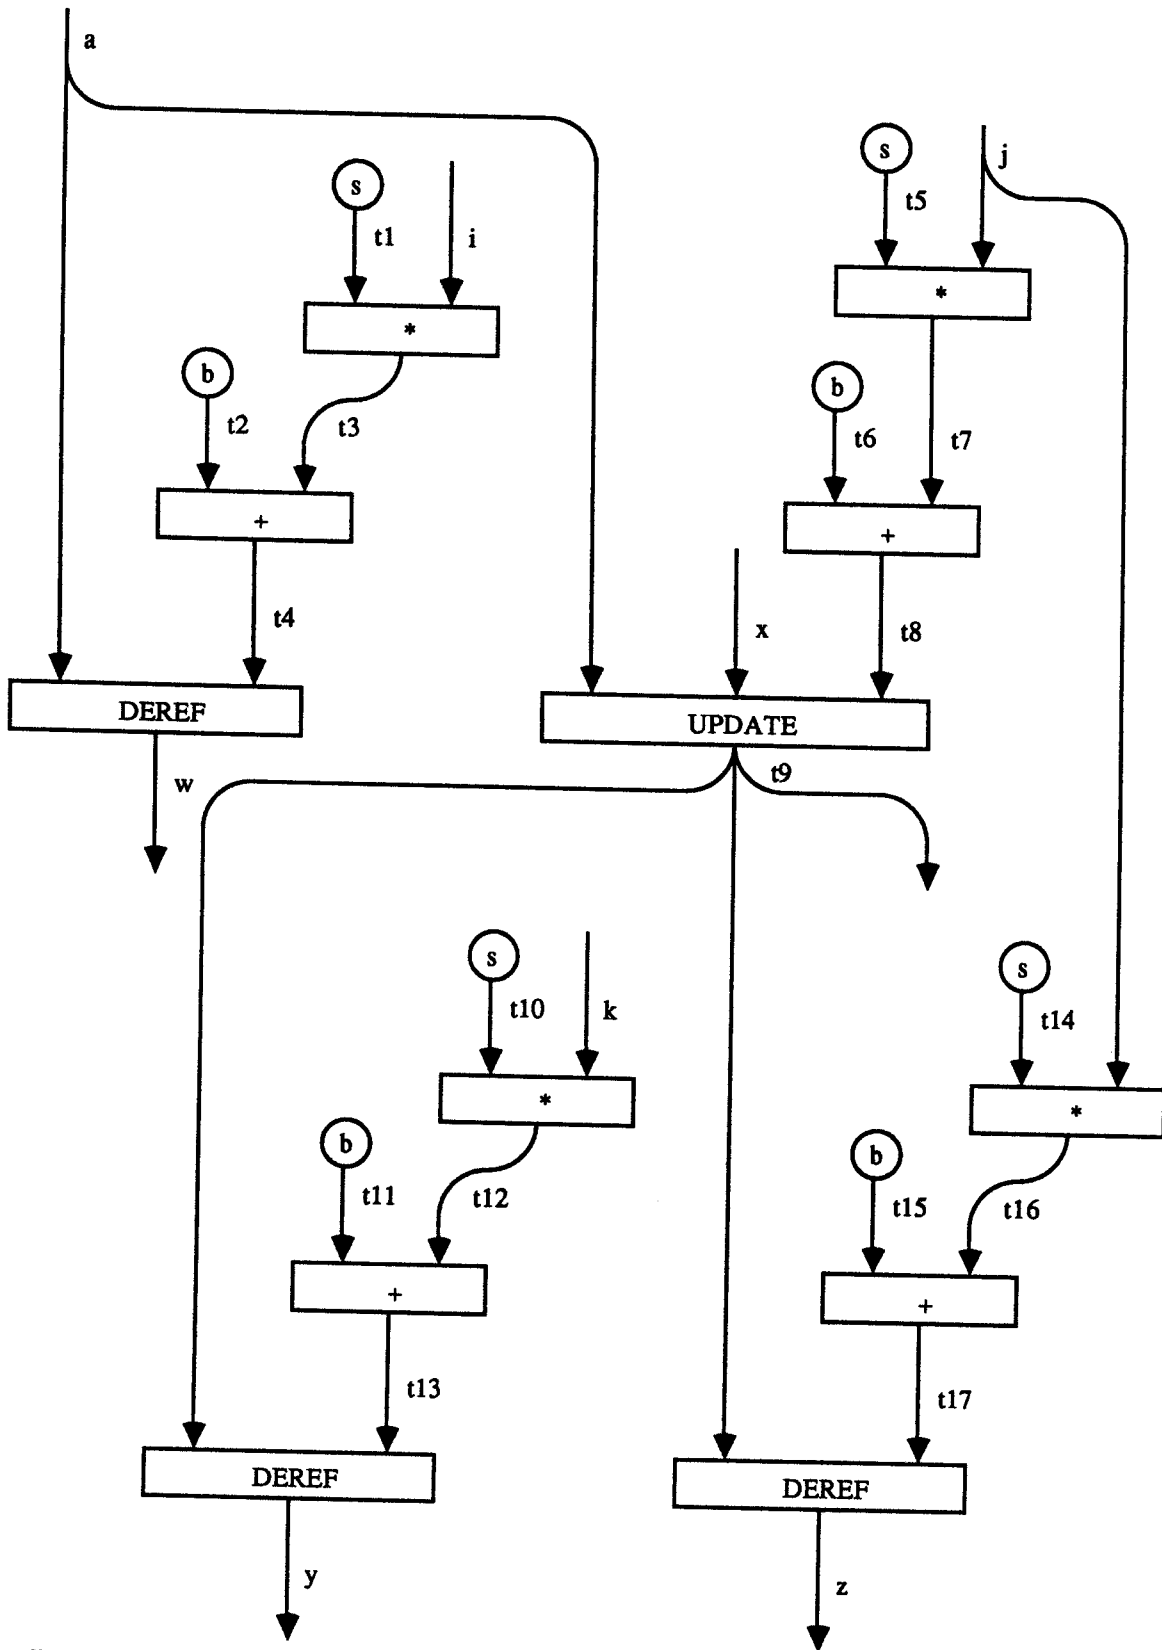 a
s
j
s
t5
t1
i
*
*
b
b
t2
t3
t6
t7
+
+
t4
x
t8
DEREF
UPDATE
t9
w
s
s
t10
k
t14
*
*
b
b
t11
t12
t15
t16
+
+
t13
t17
DEREF
DEREF
y
z